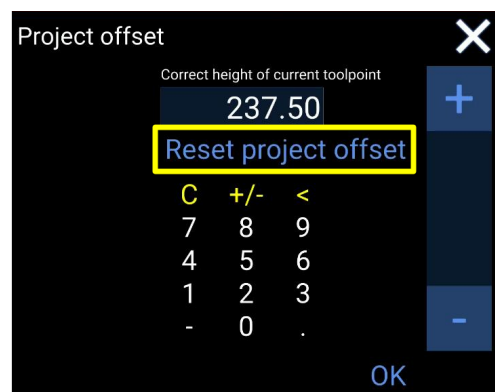 Project offset
Correct height of current toolpoint
237.50
+
Reset project offset
C +/- <
7 8 9
4 5 6
1 2 3
- 0 .
-
OK